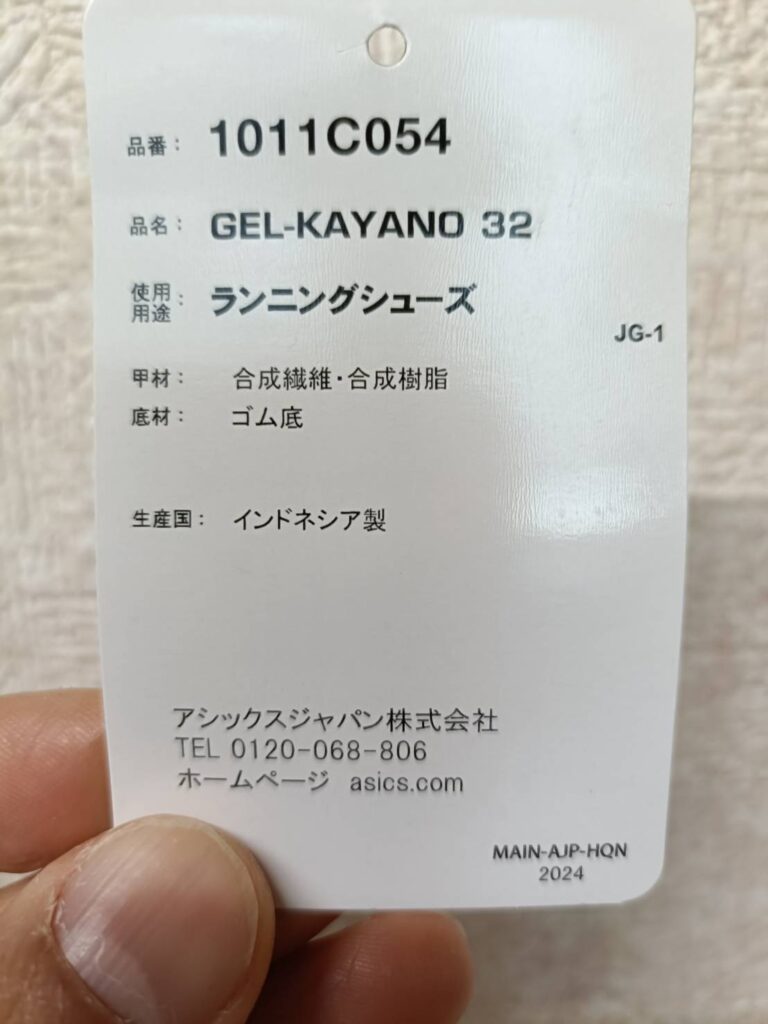 品番： 1011C054
品名： GEL-KAYANO 32
使用用途： ランニングシューズ
JG-1
甲材： 合成繊維・合成樹脂
底材： ゴム底
生産国： インドネシア製
アシックスジャパン株式会社
TEL 0120-068-806
ホームページ asics.com
MAIN-AJP-HQN
2024